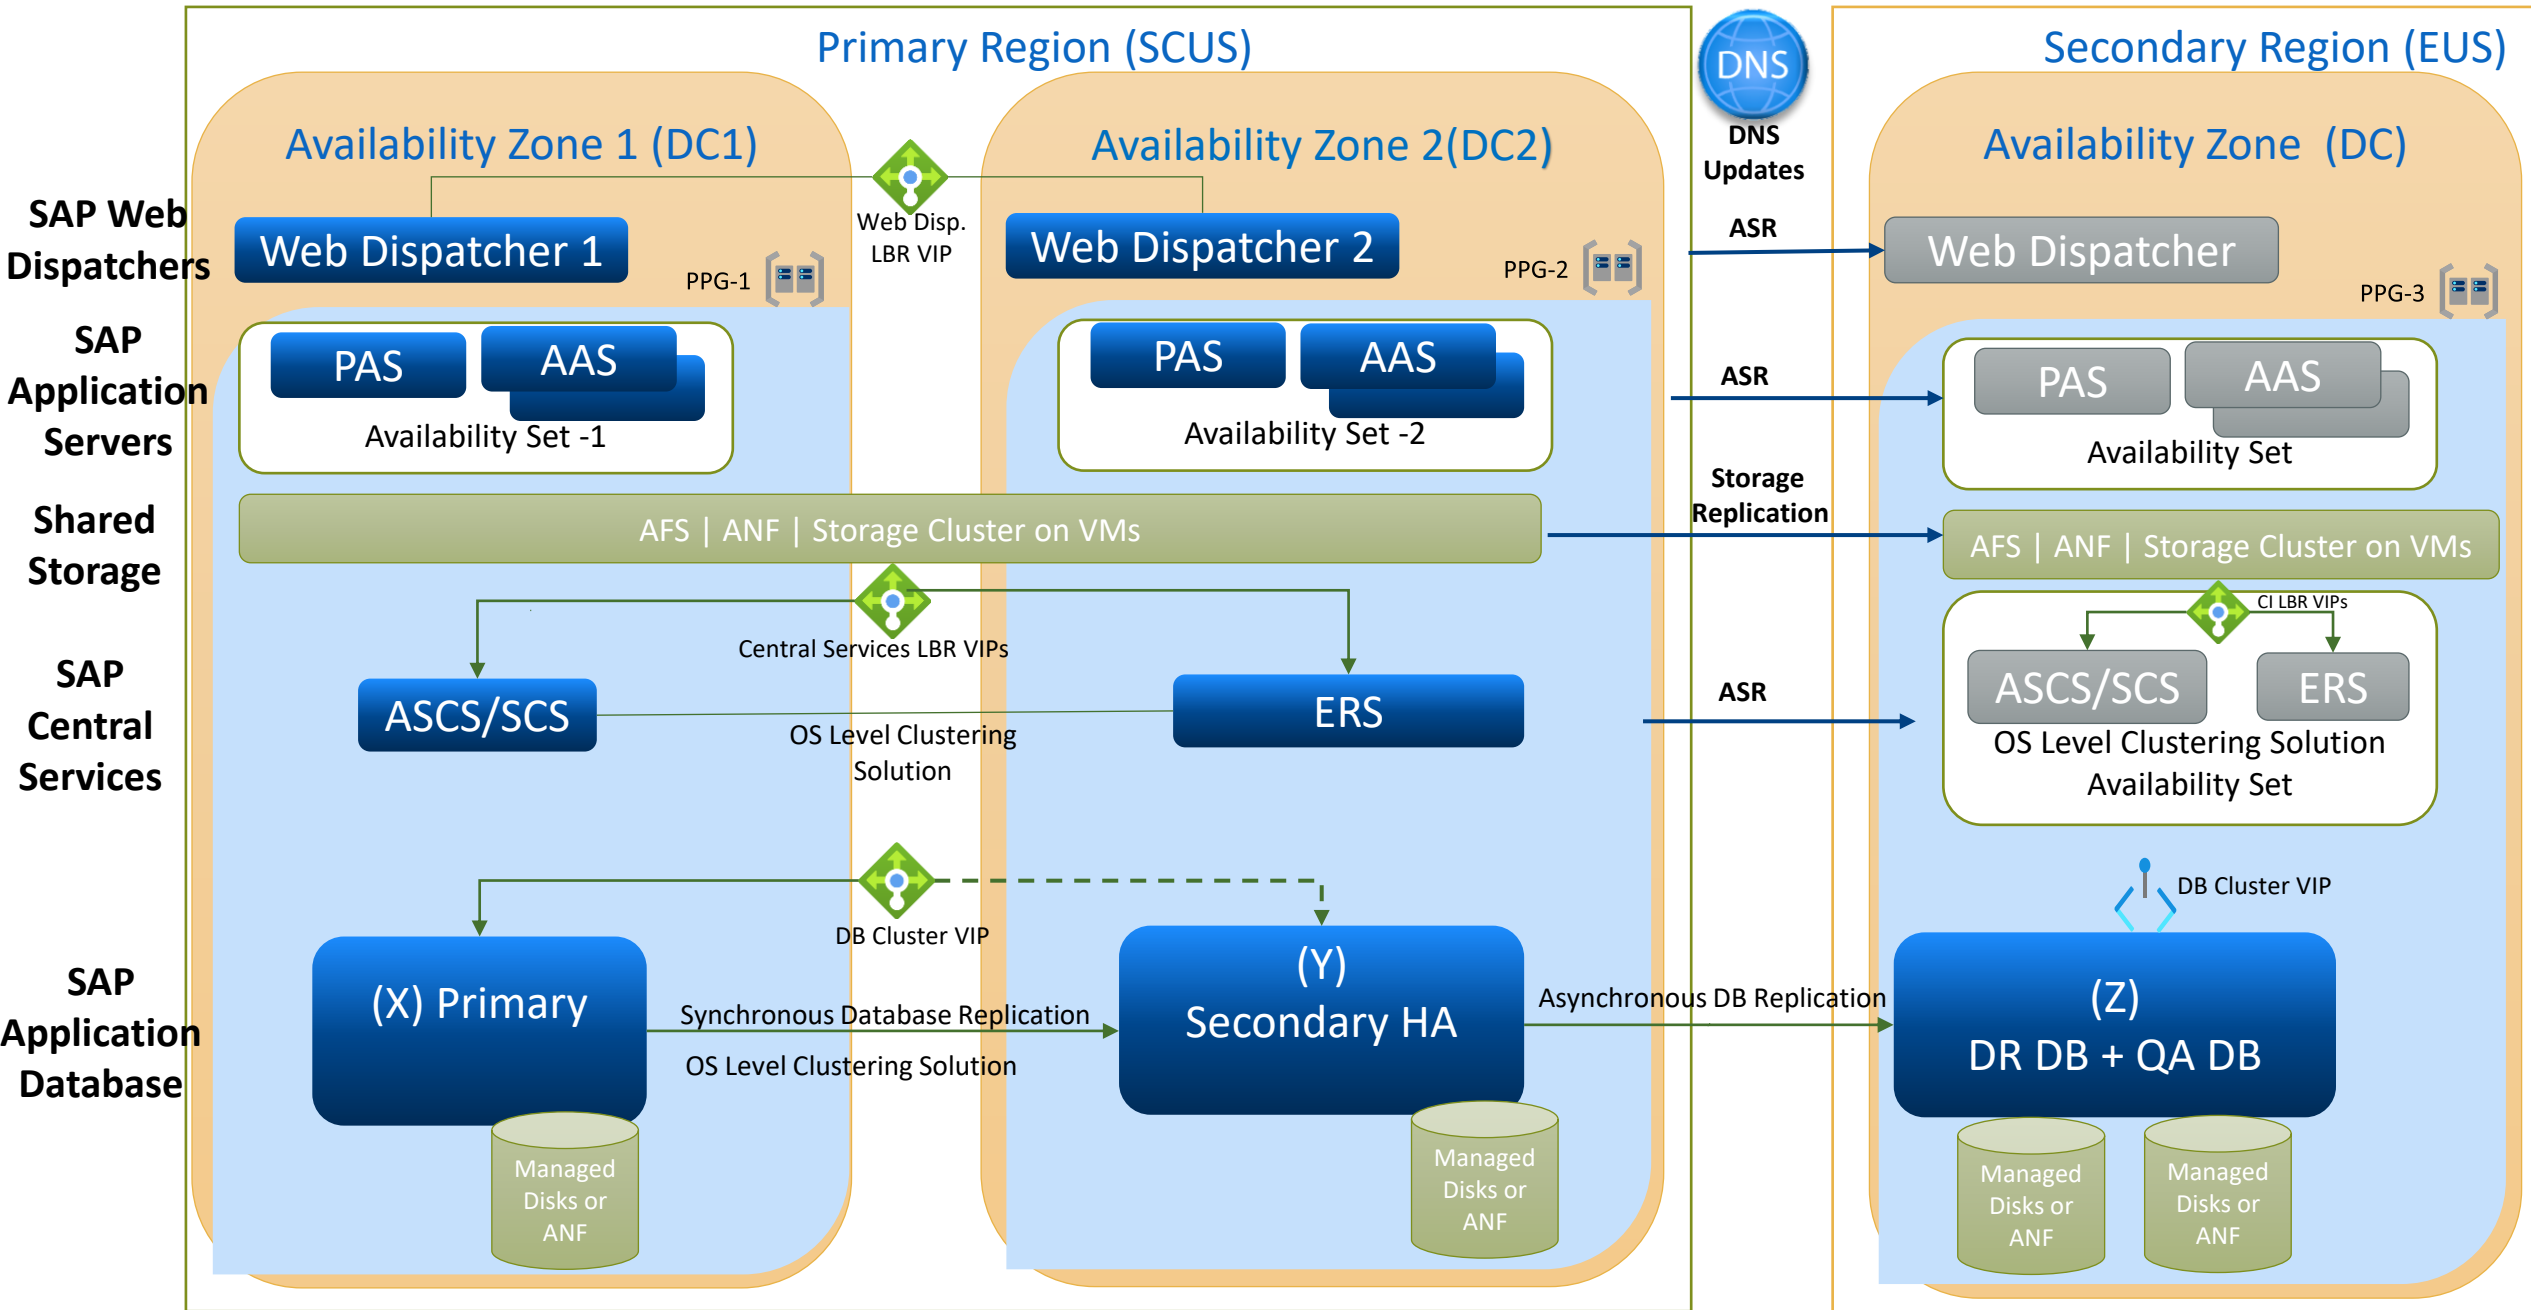 Primary Region (SCUS)
DNS
Secondary Region (EUS)
Availability Zone 1 (DC1)
Availability Zone 2(DC2)
DNS
Updates
Availability Zone  (DC)
SAP Web
Dispatchers
Web Dispatcher 1
Web Disp.
LBR VIP
Web Dispatcher 2
ASR
Web Dispatcher
PPG-1
PPG-2
PPG-3
SAP
Application
Servers
PAS
AAS
Availability Set -1
PAS
AAS
Availability Set -2
ASR
PAS
AAS
Availability Set
Shared
Storage
AFS | ANF | Storage Cluster on VMs
Storage
Replication
AFS | ANF | Storage Cluster on VMs
SAP
Central
Services
Central Services LBR VIPs
ASCS/SCS
OS Level Clustering
Solution
ERS
ASR
CI LBR VIPs
ASCS/SCS
ERS
OS Level Clustering Solution
Availability Set
SAP
Application
Database
DB Cluster VIP
(X) Primary
Synchronous Database Replication
OS Level Clustering Solution
(Y)
Secondary HA
Asynchronous DB Replication
DB Cluster VIP
(Z)
DR DB + QA DB
Managed
Disks or
ANF
Managed
Disks or
ANF
Managed
Disks or
ANF
Managed
Disks or
ANF